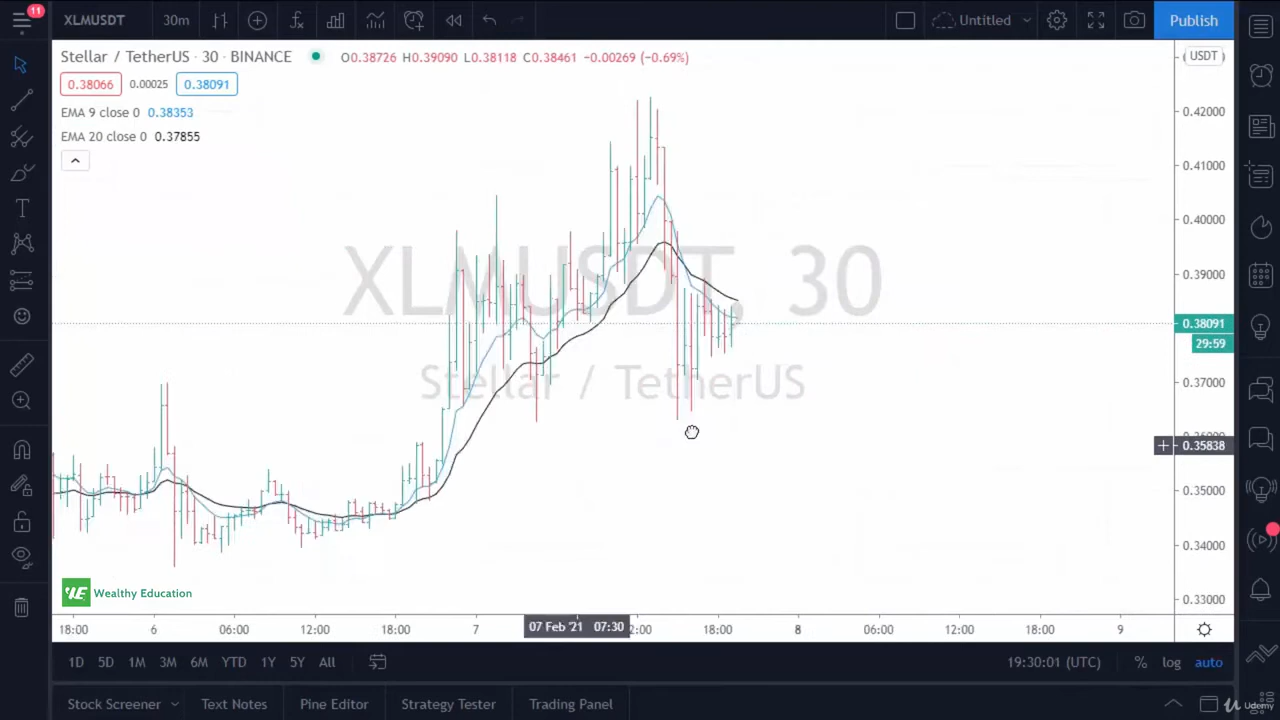 11
XLMUSDT 30m Untitled Publish
Stellar / TetherUS · 30 · BINANCE O0.38726 H0.39090 L0.38118 C0.38461 −0.00269 (−0.69%) USDT
0.38066 0.00025 0.38091
EMA 9 close 0 0.38353
EMA 20 close 0 0.37855
0.42000
0.41000
0.40000
0.39000
XLMUSDT, 30
0.38091
29:59
Stellar / TetherUS
0.37000
0.35838
0.35000
0.34000
Wealthy Education
0.33000
18:00 6 06:00 12:00 18:00 7 07 Feb '21 07:30 2:00 18:00 8 06:00 12:00 18:00 9
1D 5D 1M 3M 6M YTD 1Y 5Y All 19:30:01 (UTC) % log auto
Stock Screener Text Notes Pine Editor Strategy Tester Trading Panel Udemy